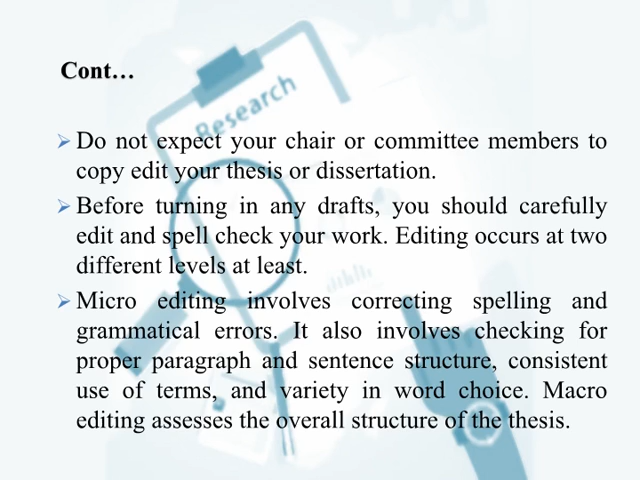 Cont…
Research
➢ Do not expect your chair or committee members to
copy edit your thesis or dissertation.
➢ Before turning in any drafts, you should carefully
edit and spell check your work. Editing occurs at two
different levels at least.
➢ Micro editing involves correcting spelling and
grammatical errors. It also involves checking for
proper paragraph and sentence structure, consistent
use of terms, and variety in word choice. Macro
editing assesses the overall structure of the thesis.